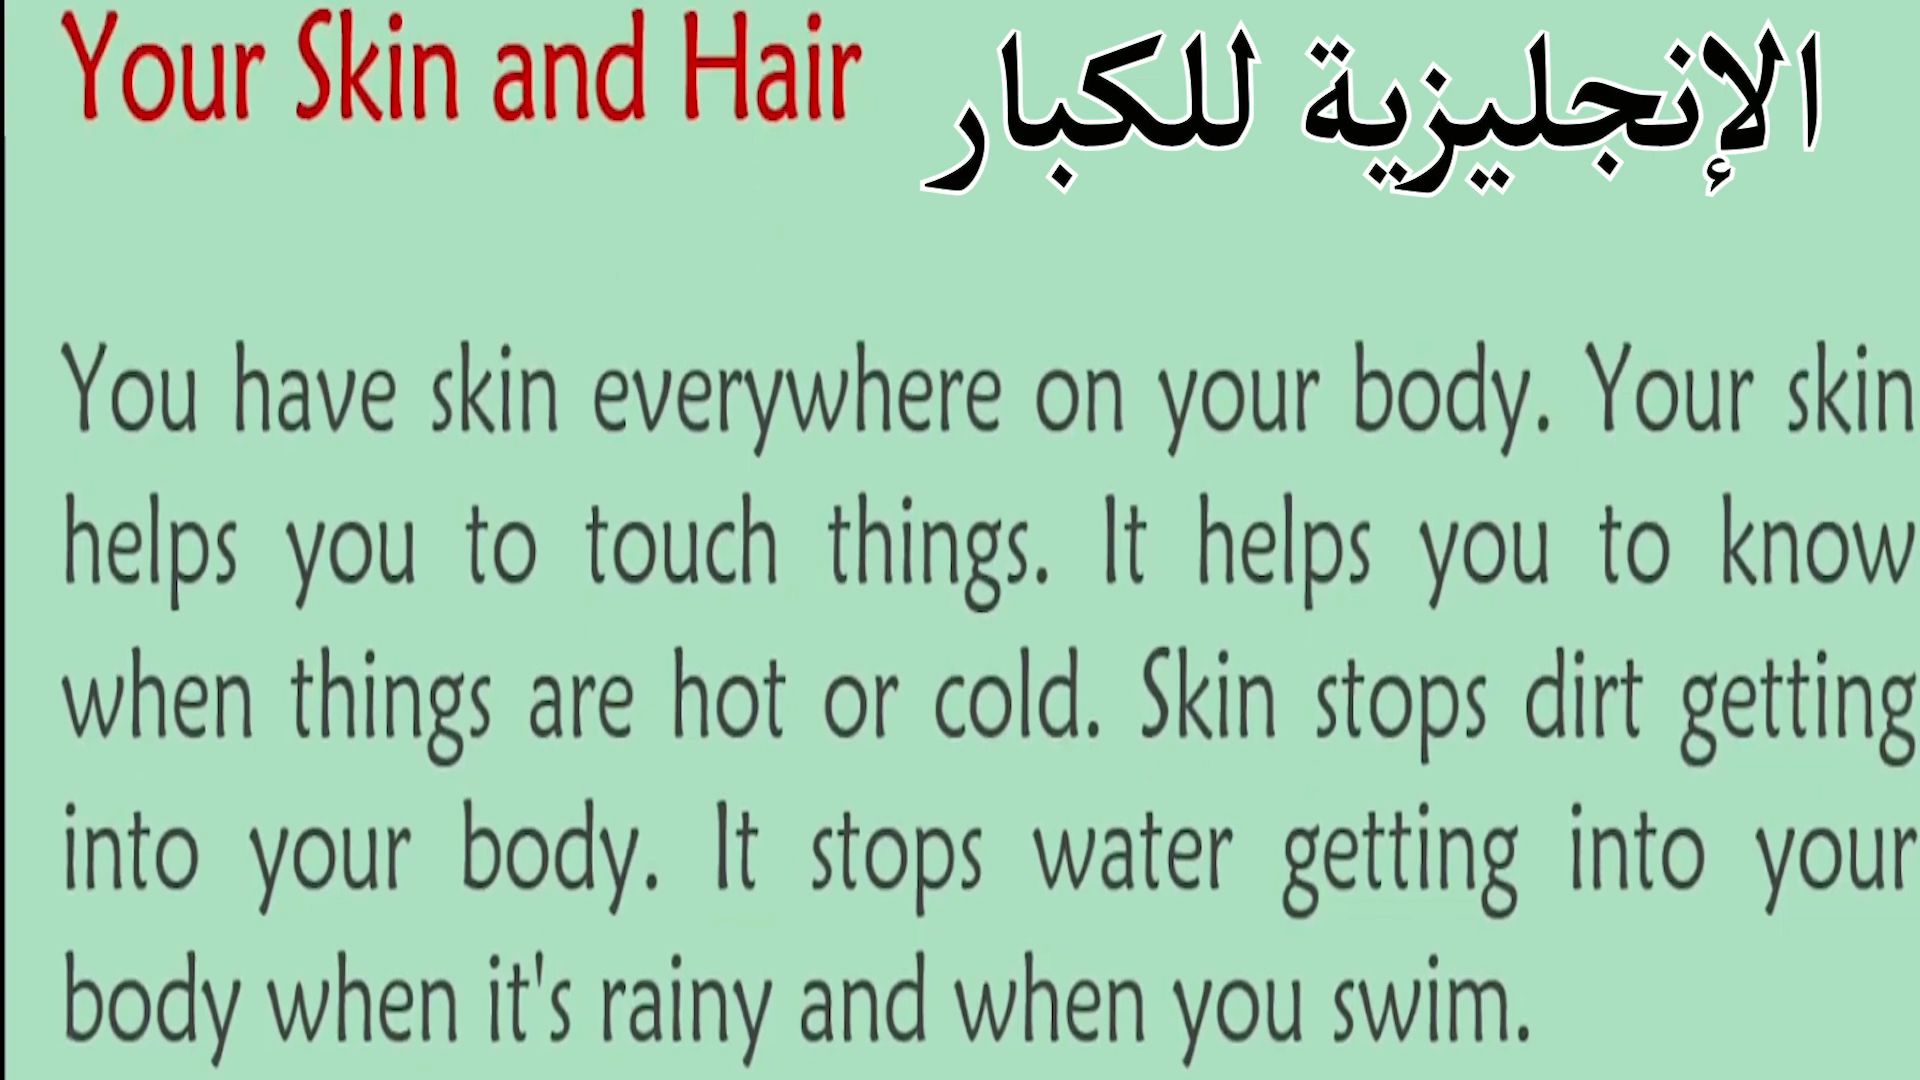 Your Skin and Hair
الإنجليزية للكبار
You have skin everywhere on your body. Your skin
helps you to touch things. It helps you to know
when things are hot or cold. Skin stops dirt getting
into your body. It stops water getting into your
body when it's rainy and when you swim.